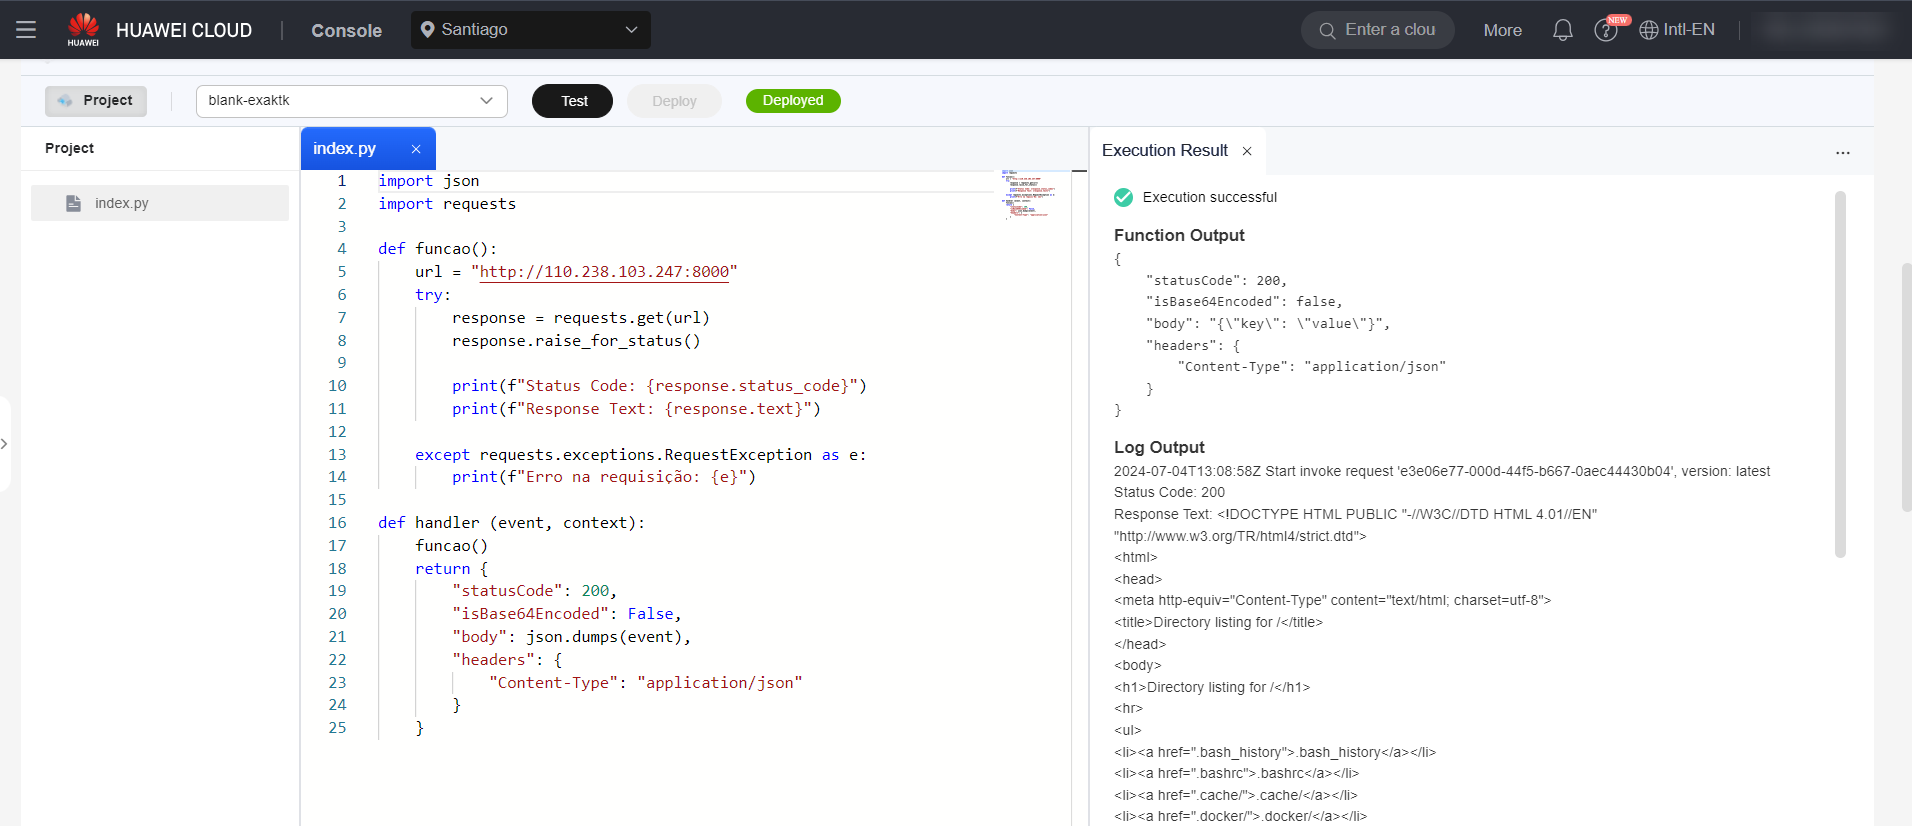 HUAWEI
HUAWEI CLOUD
Console
Santiago
Enter a clou
More
NEW
Intl-EN
Project
blank-exaktk
Test
Deploy
Deployed
Project
index.py
index.py
1 import json
2 import requests
3
4 def funcao():
5     url = "http://110.238.103.247:8000"
6     try:
7         response = requests.get(url)
8         response.raise_for_status()
9
10         print(f"Status Code: {response.status_code}")
11         print(f"Response Text: {response.text}")
12
13     except requests.exceptions.RequestException as e:
14         print(f"Erro na requisição: {e}")
15
16 def handler (event, context):
17     funcao()
18     return {
19         "statusCode": 200,
20         "isBase64Encoded": False,
21         "body": json.dumps(event),
22         "headers": {
23             "Content-Type": "application/json"
24         }
25     }
Execution Result
Execution successful
Function Output
{
    "statusCode": 200,
    "isBase64Encoded": false,
    "body": "{\"key\": \"value\"}",
    "headers": {
        "Content-Type": "application/json"
    }
}
Log Output
2024-07-04T13:08:58Z Start invoke request 'e3e06e77-000d-44f5-b667-0aec44430b04', version: latest
Status Code: 200
Response Text: <!DOCTYPE HTML PUBLIC "-//W3C//DTD HTML 4.01//EN"
"http://www.w3.org/TR/html4/strict.dtd">
<html>
<head>
<meta http-equiv="Content-Type" content="text/html; charset=utf-8">
<title>Directory listing for /</title>
</head>
<body>
<h1>Directory listing for /</h1>
<hr>
<ul>
<li><a href=".bash_history">.bash_history</a></li>
<li><a href=".bashrc">.bashrc</a></li>
<li><a href=".cache/">.cache/</a></li>
<li><a href=".docker/">.docker/</a></li>